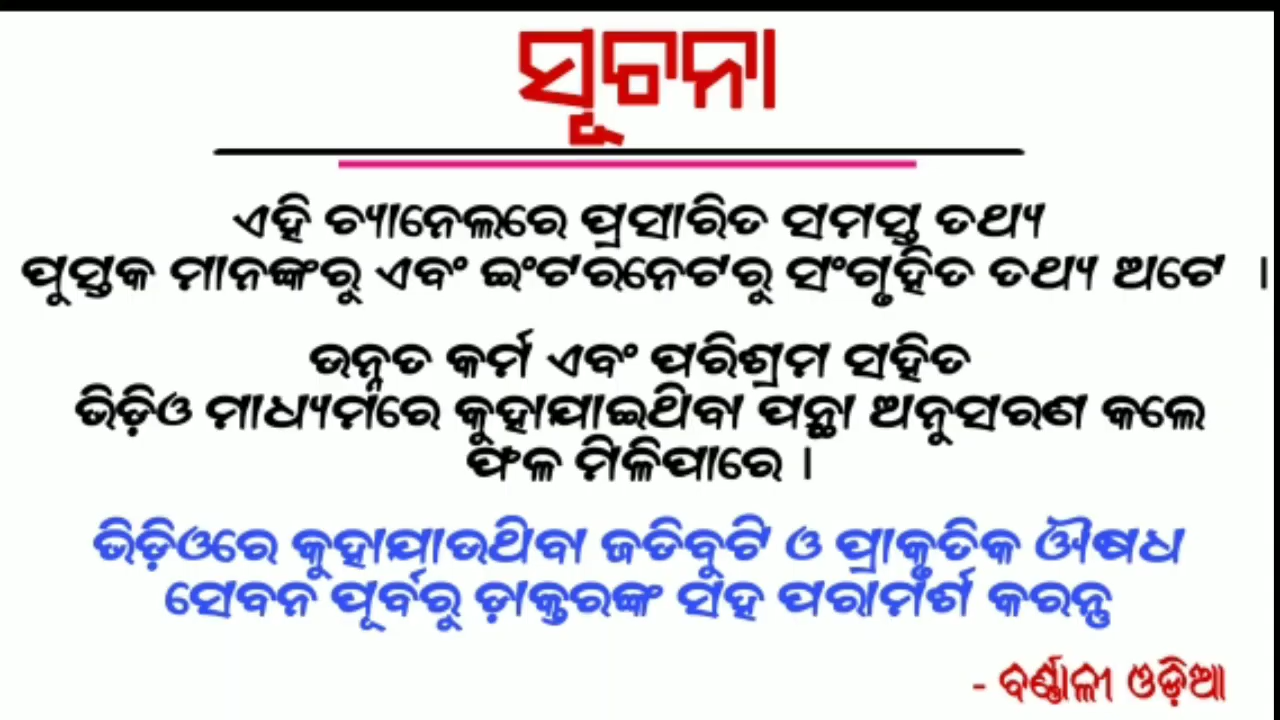 ସୂଚନା
ଏହି ଚ୍ୟାନେଲରେ ପ୍ରସାରିତ ସମସ୍ତ ତଥ୍ୟ
ପୁସ୍ତକ ମାନଙ୍କରୁ ଏବଂ ଇଂଟରନେଟରୁ ସଂଗୃହିତ ତଥ୍ୟ ଅଟେ ।
ଉନ୍ନତ କର୍ମ ଏବଂ ପରିଶ୍ରମ ସହିତ
ଭିଡ଼ିଓ ମାଧ୍ୟମରେ କୁହାଯାଇଥିବା ପନ୍ଥା ଅନୁସରଣ କଲେ
ଫଳ ମିଳିପାରେ ।
ଭିଡ଼ିଓରେ କୁହାଯାଉଥିବା ଜଡିବୁଟି ଓ ପ୍ରାକୃତିକ ଔଷଧ
ସେବନ ପୂର୍ବରୁ ଡ଼ାକ୍ତରଙ୍କ ସହ ପରାମର୍ଶ କରନ୍ତୁ
- ବର୍ଣ୍ଣାଳୀ ଓଡ଼ିଆ